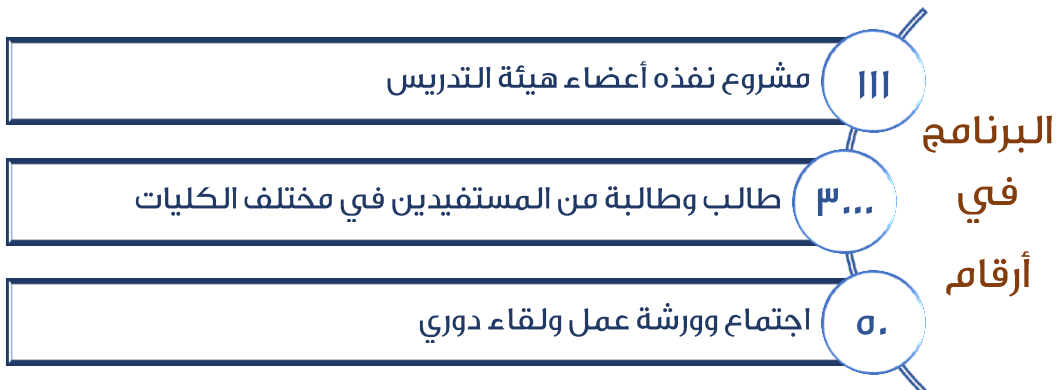 البرنامج
في
أرقام
١١١
مشروع نفذه أعضاء هيئة التدريس
٣٠٠٠
طالب وطالبة من المستفيدين في مختلف الكليات
٥٠
اجتماع وورشة عمل ولقاء دوري